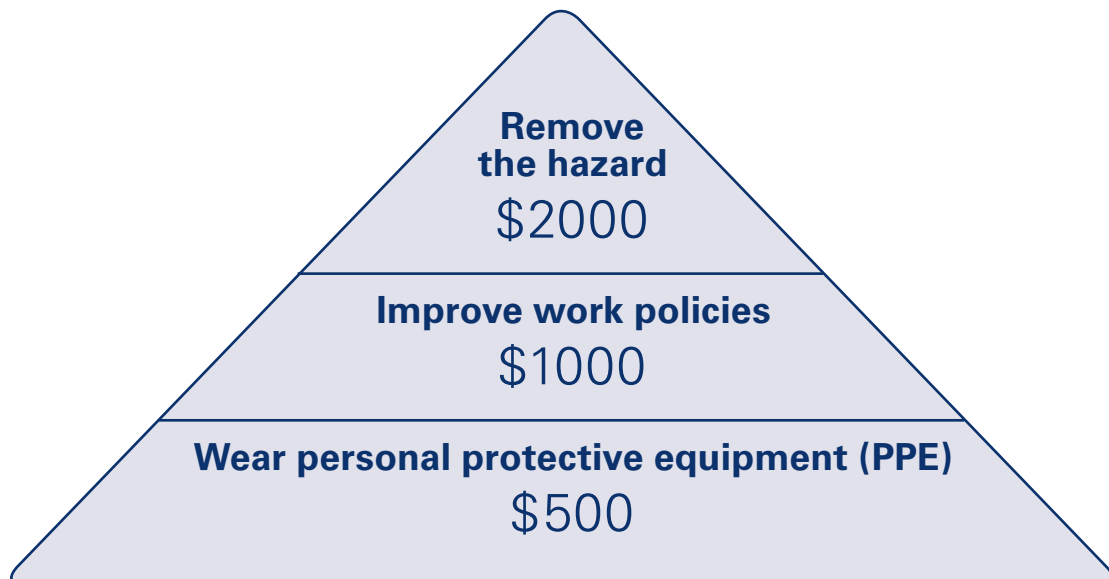 Remove
the hazard
$2000
Improve work policies
$1000
Wear personal protective equipment (PPE)
$500